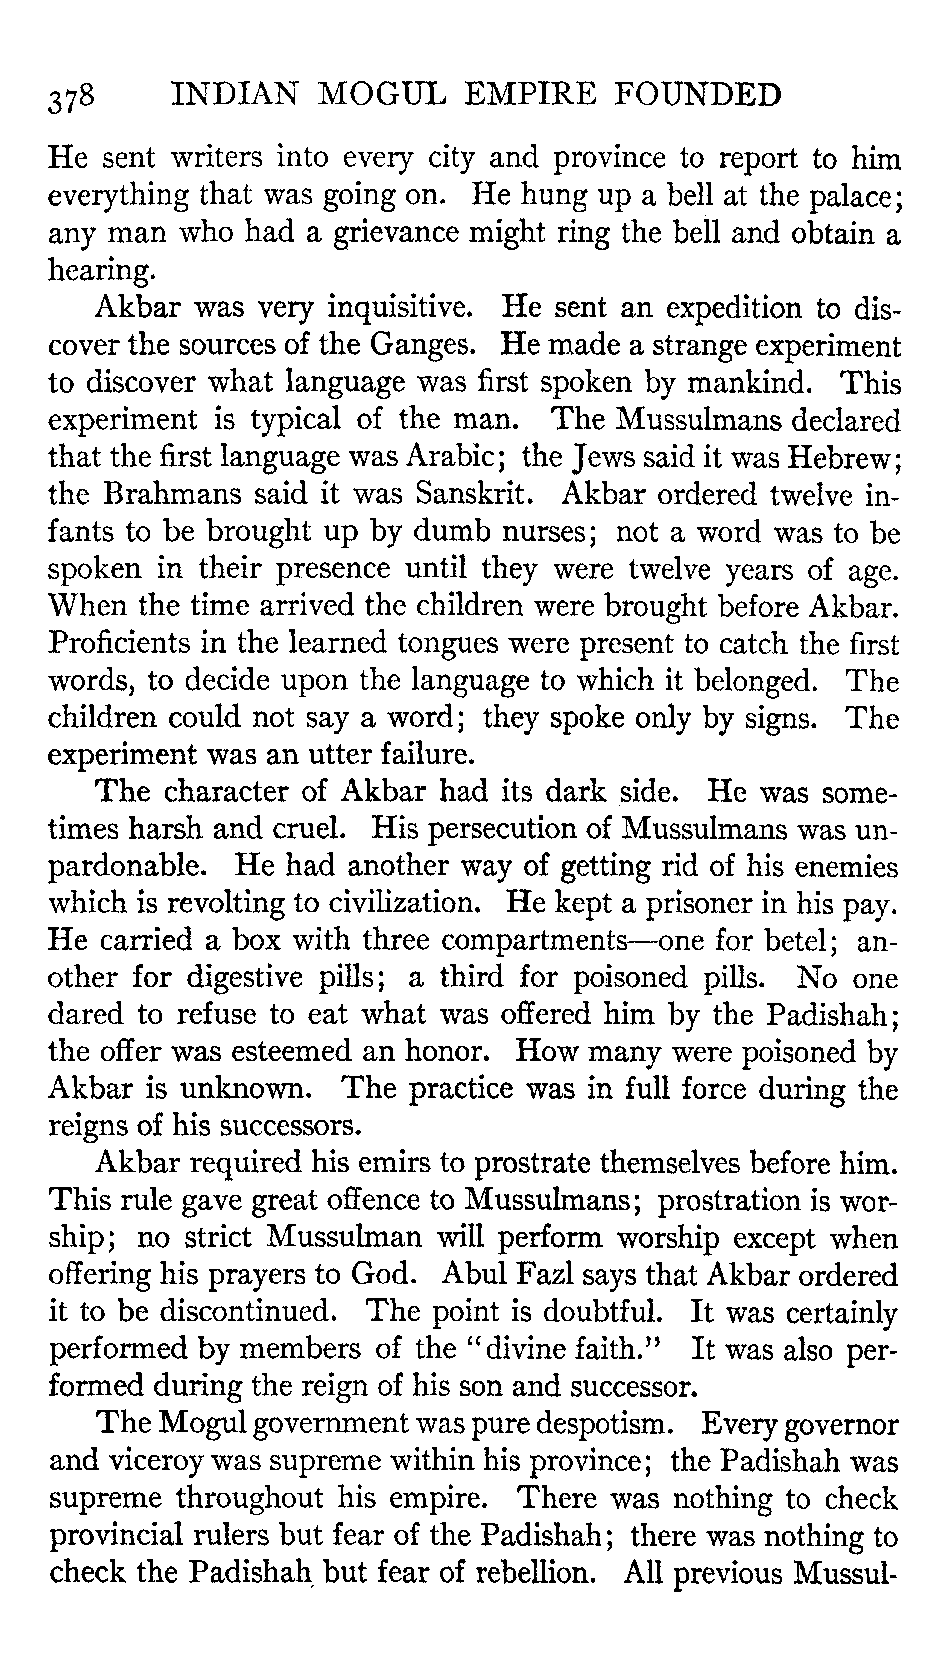 378 INDIAN MOGUL EMPIRE FOUNDED
He sent writers into every city and province to report to him
everything that was going on. He hung up a bell at the palace;
any man who had a grievance might ring the bell and obtain a
hearing.
Akbar was very inquisitive. He sent an expedition to dis-
cover the sources of the Ganges. He made a strange experiment
to discover what language was first spoken by mankind. This
experiment is typical of the man. The Mussulmans declared
that the first language was Arabic; the Jews said it was Hebrew;
the Brahmans said it was Sanskrit. Akbar ordered twelve in-
fants to be brought up by dumb nurses; not a word was to be
spoken in their presence until they were twelve years of age.
When the time arrived the children were brought before Akbar.
Proficients in the learned tongues were present to catch the first
words, to decide upon the language to which it belonged. The
children could not say a word; they spoke only by signs. The
experiment was an utter failure.
The character of Akbar had its dark side. He was some-
times harsh and cruel. His persecution of Mussulmans was un-
pardonable. He had another way of getting rid of his enemies
which is revolting to civilization. He kept a prisoner in his pay.
He carried a box with three compartments—one for betel; an-
other for digestive pills; a third for poisoned pills. No one
dared to refuse to eat what was offered him by the Padishah;
the offer was esteemed an honor. How many were poisoned by
Akbar is unknown. The practice was in full force during the
reigns of his successors.
Akbar required his emirs to prostrate themselves before him.
This rule gave great offence to Mussulmans; prostration is wor-
ship; no strict Mussulman will perform worship except when
offering his prayers to God. Abul Fazl says that Akbar ordered
it to be discontinued. The point is doubtful. It was certainly
performed by members of the "divine faith." It was also per-
formed during the reign of his son and successor.
The Mogul government was pure despotism. Every governor
and viceroy was supreme within his province; the Padishah was
supreme throughout his empire. There was nothing to check
provincial rulers but fear of the Padishah; there was nothing to
check the Padishah but fear of rebellion. All previous Mussul-